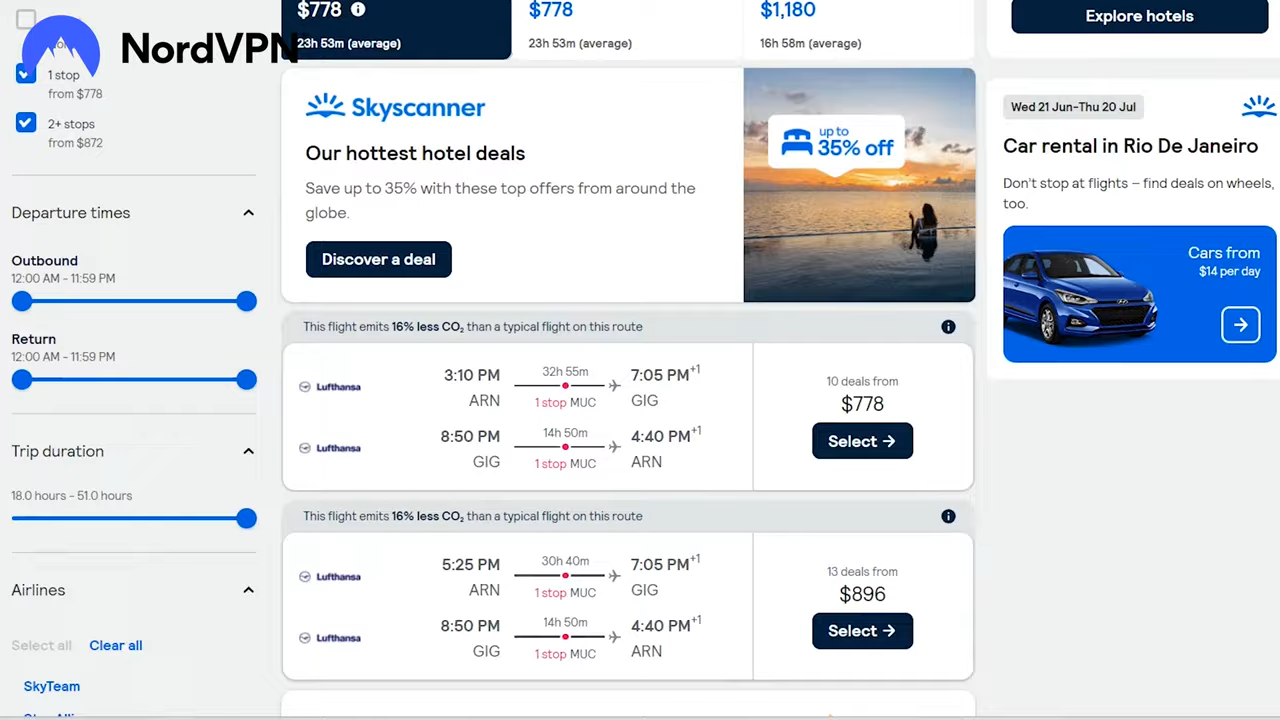 NordVPN
1 stop
from $778
2+ stops
from $872
Departure times
Outbound
12:00 AM - 11:59 PM
Return
12:00 AM - 11:59 PM
Trip duration
18.0 hours - 51.0 hours
Airlines
Select all Clear all
SkyTeam
$778
23h 53m (average)
$778
23h 53m (average)
$1,180
16h 58m (average)
Skyscanner
Our hottest hotel deals
Save up to 35% with these top offers from around the
globe.
Discover a deal
up to
35% off
This flight emits 16% less CO₂ than a typical flight on this route
Lufthansa
3:10 PM
ARN
32h 55m
1 stop MUC
7:05 PM+1
GIG
Lufthansa
8:50 PM
GIG
14h 50m
1 stop MUC
4:40 PM+1
ARN
10 deals from
$778
Select →
This flight emits 16% less CO₂ than a typical flight on this route
Lufthansa
5:25 PM
ARN
30h 40m
1 stop MUC
7:05 PM+1
GIG
Lufthansa
8:50 PM
GIG
14h 50m
1 stop MUC
4:40 PM+1
ARN
13 deals from
$896
Select →
Explore hotels
Wed 21 Jun-Thu 20 Jul
Car rental in Rio De Janeiro
Don't stop at flights – find deals on wheels,
too.
Cars from
$14 per day